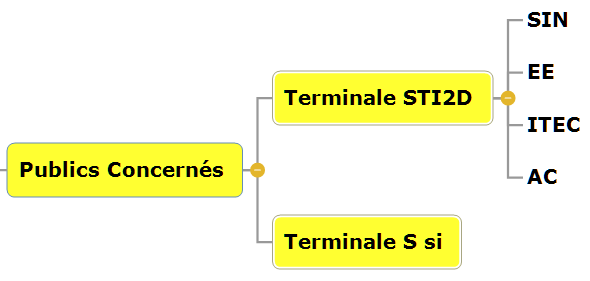 Publics Concernés
Terminale STI2D
SIN
EE
ITEC
AC
Terminale S si